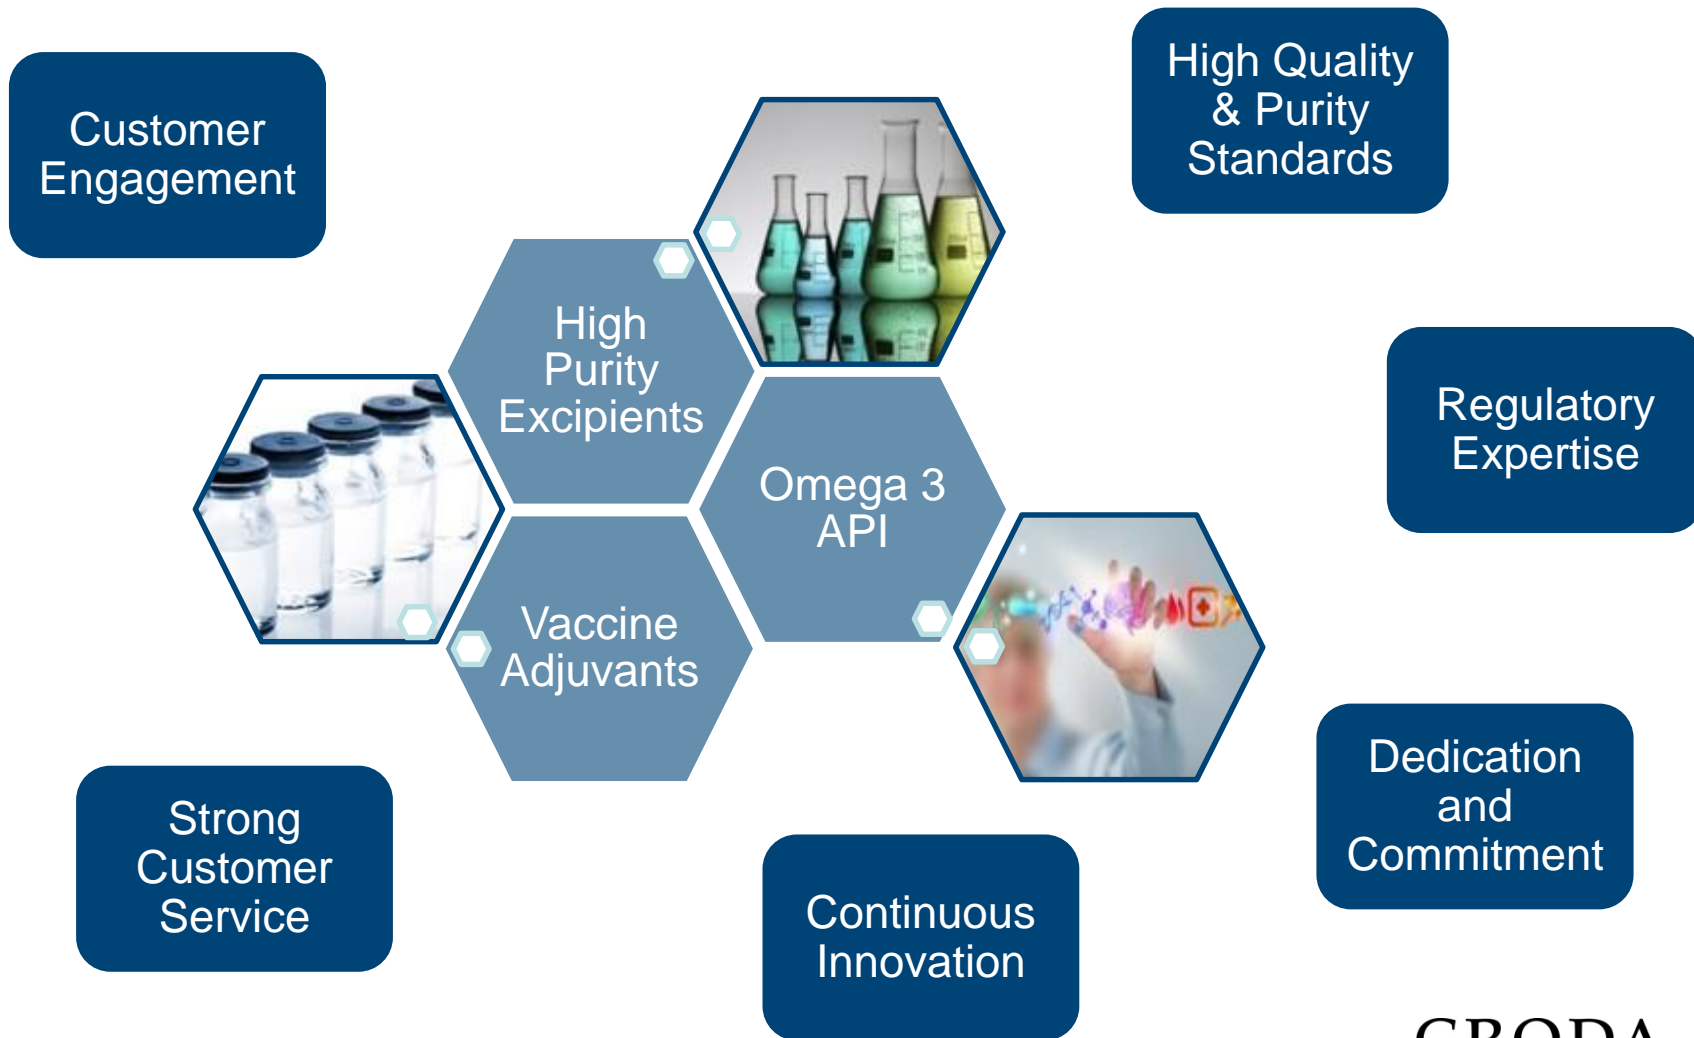 Customer
Engagement
High Quality
& Purity
Standards
High
Purity
Excipients
Regulatory
Expertise
Omega 3
API
Vaccine
Adjuvants
Dedication
and
Commitment
Strong
Customer
Service
Continuous
Innovation
CRODA